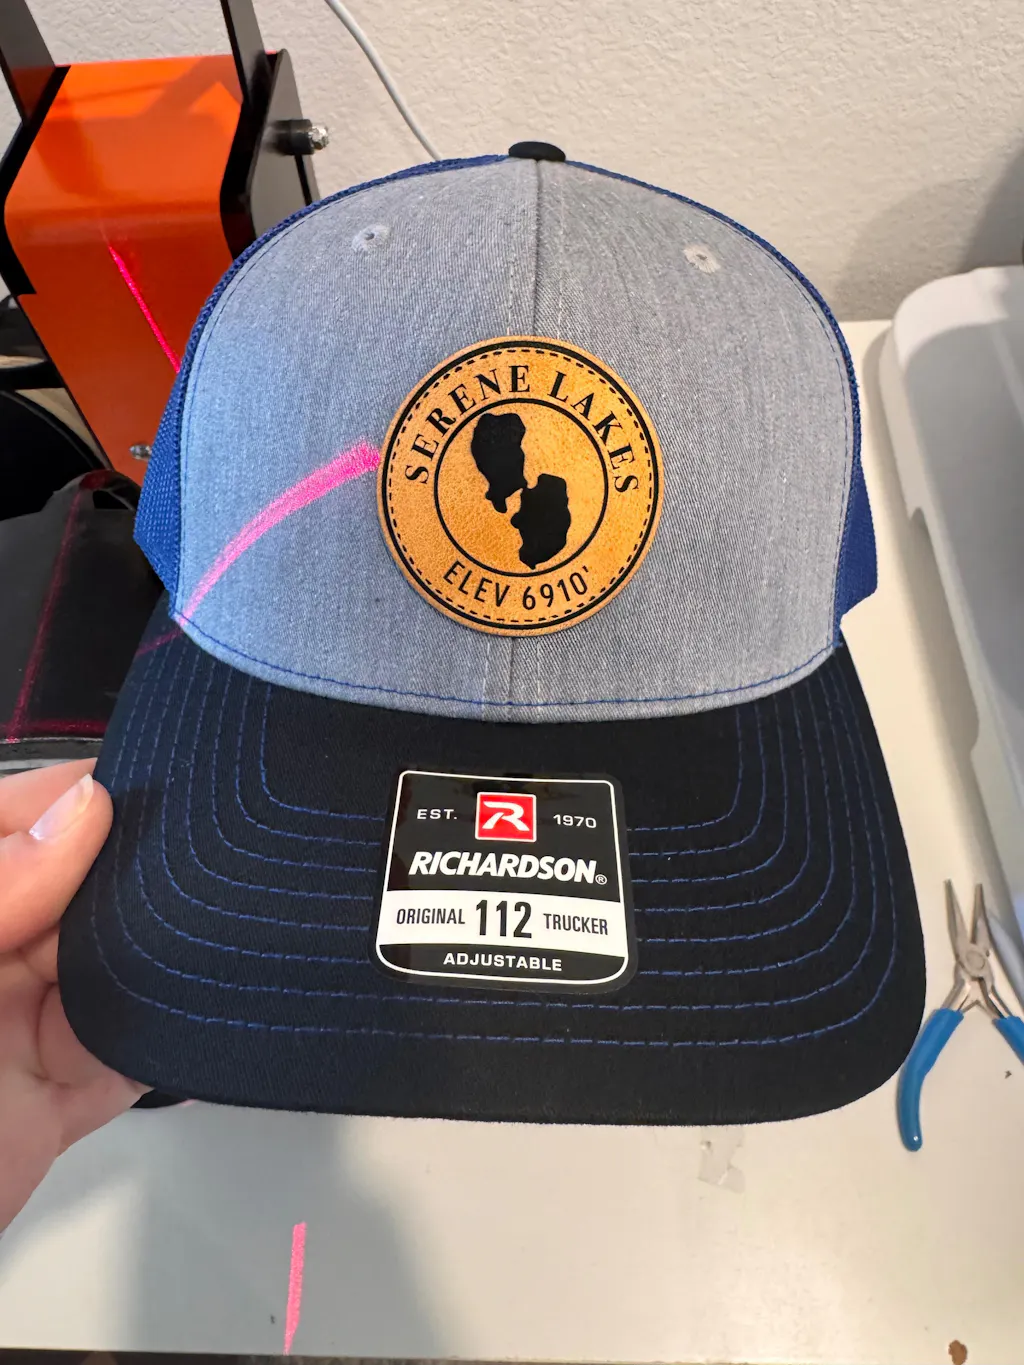 SERENE LAKES
ELEV 6910'
EST. R 1970
RICHARDSON®
ORIGINAL 112 TRUCKER
ADJUSTABLE